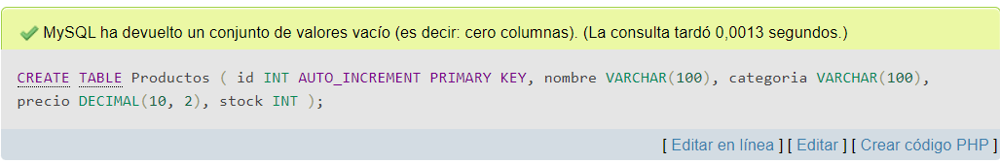 MySQL ha devuelto un conjunto de valores vacío (es decir: cero columnas). (La consulta tardó 0,0013 segundos.)
CREATE TABLE Productos ( id INT AUTO_INCREMENT PRIMARY KEY, nombre VARCHAR(100), categoria VARCHAR(100),
precio DECIMAL(10, 2), stock INT );
[ Editar en línea ] [ Editar ] [ Crear código PHP ]